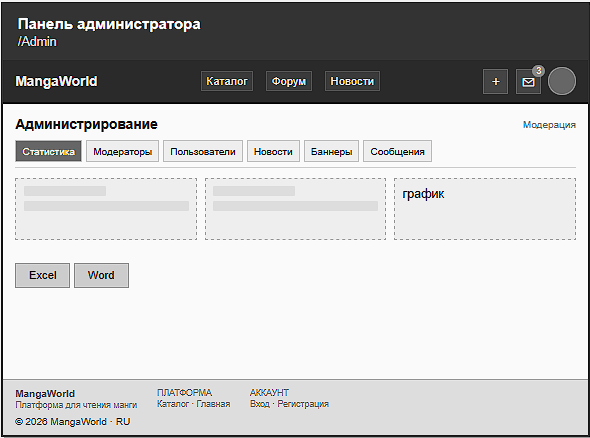 Панель администратора
/Admin
MangaWorld Каталог Форум Новости + 3
Администрирование Модерация
Статистика Модераторы Пользователи Новости Баннеры Сообщения
график
Excel Word
MangaWorld ПЛАТФОРМА АККАУНТ
Платформа для чтения манги Каталог · Главная Вход · Регистрация
© 2026 MangaWorld · RU